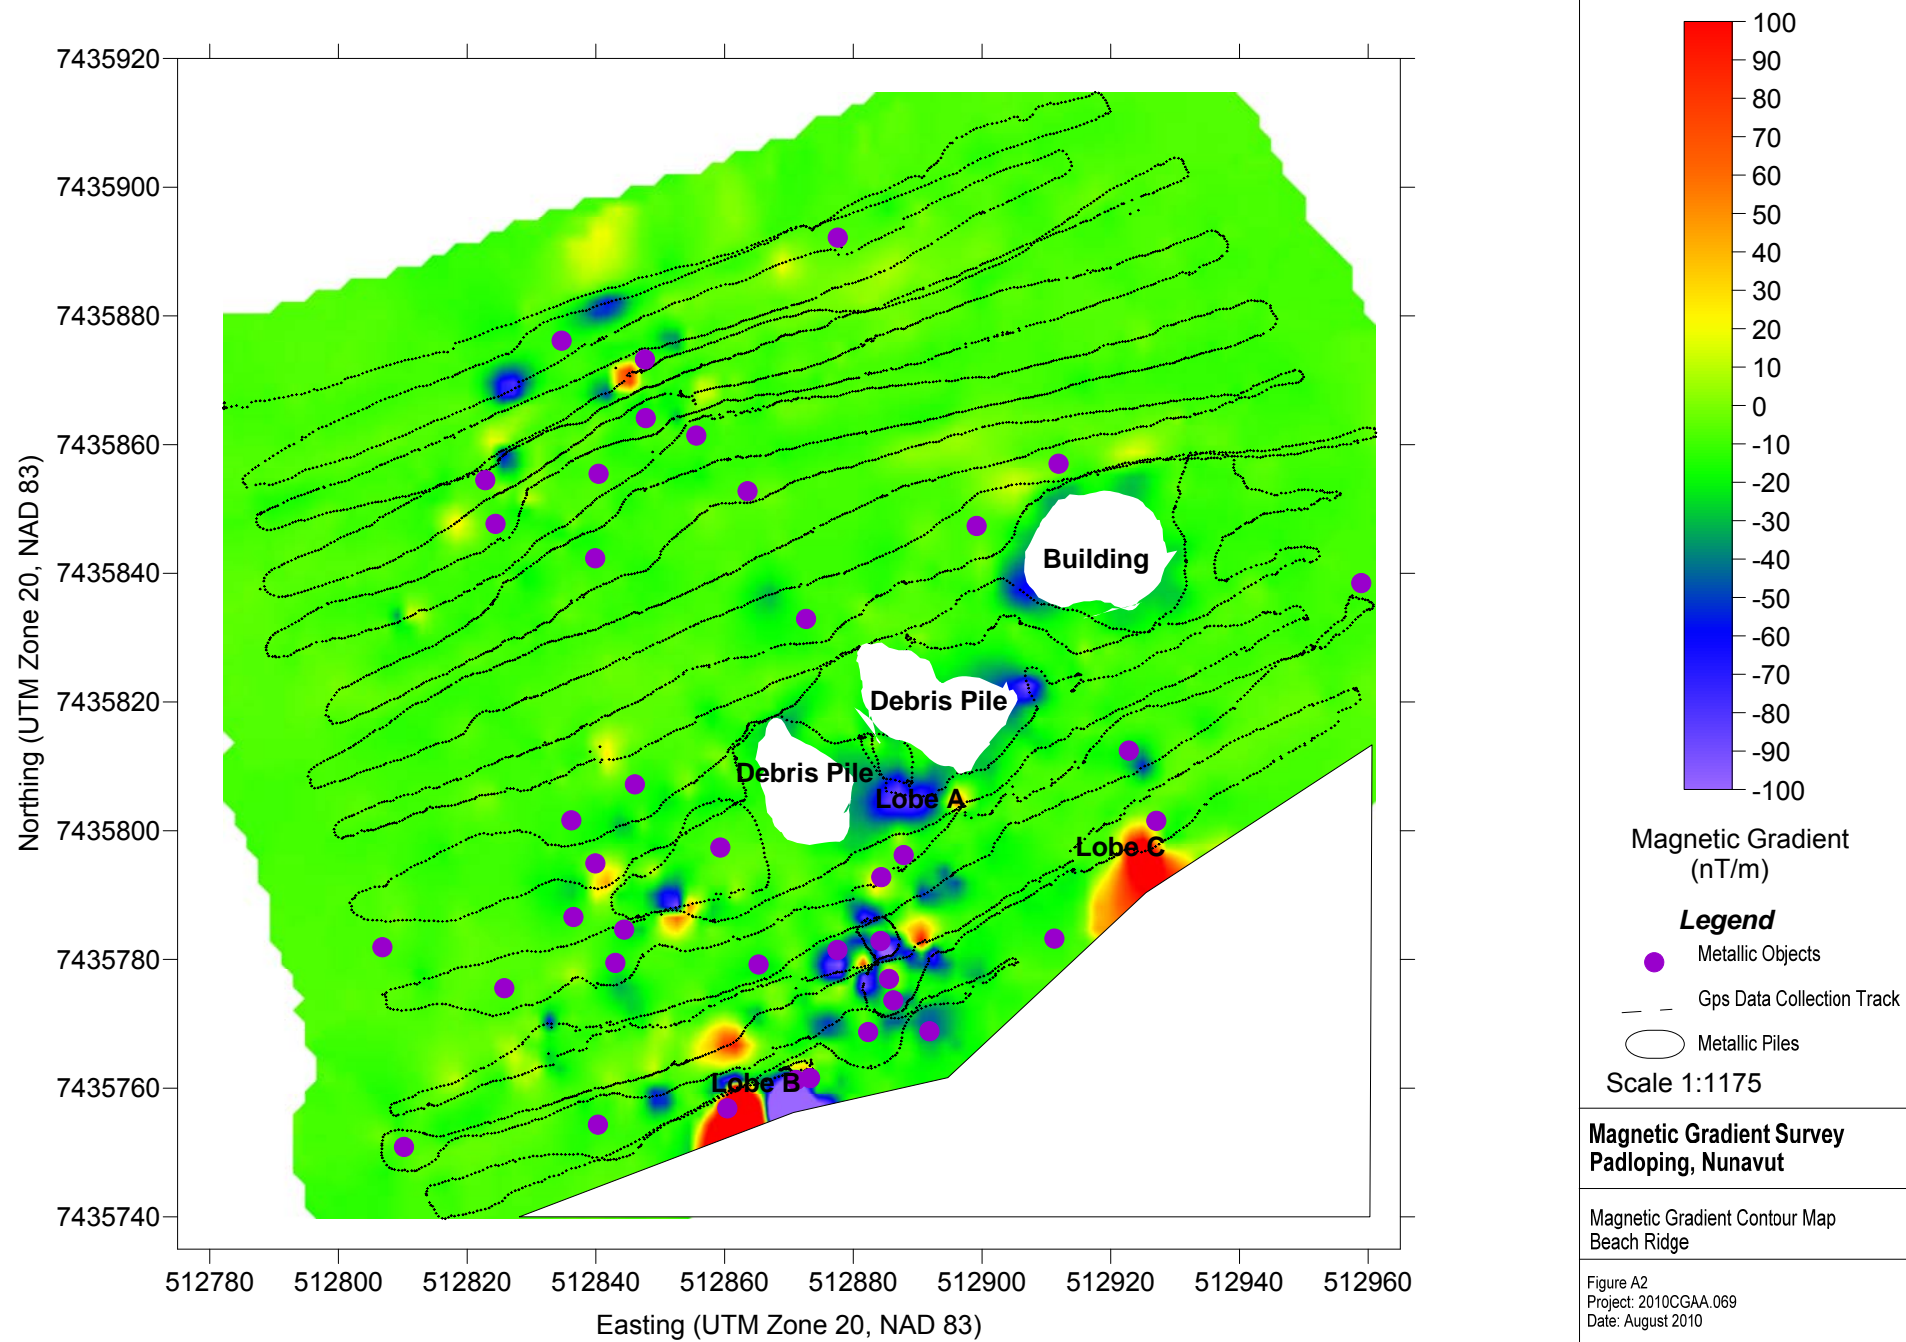 7435920
7435900
7435880
7435860
7435840
7435820
7435800
7435780
7435760
7435740
Northing (UTM Zone 20, NAD 83)
512780
512800
512820
512840
512860
512880
512900
512920
512940
512960
Easting (UTM Zone 20, NAD 83)
Building
Debris Pile
Debris Pile
Lobe A
Lobe C
Lobe B
100
90
80
70
60
50
40
30
20
10
0
-10
-20
-30
-40
-50
-60
-70
-80
-90
-100
Magnetic Gradient
(nT/m)
Legend
Metallic Objects
Gps Data Collection Track
Metallic Piles
Scale 1:1175
Magnetic Gradient Survey
Padloping, Nunavut
Magnetic Gradient Contour Map
Beach Ridge
Figure A2
Project: 2010CGAA.069
Date: August 2010